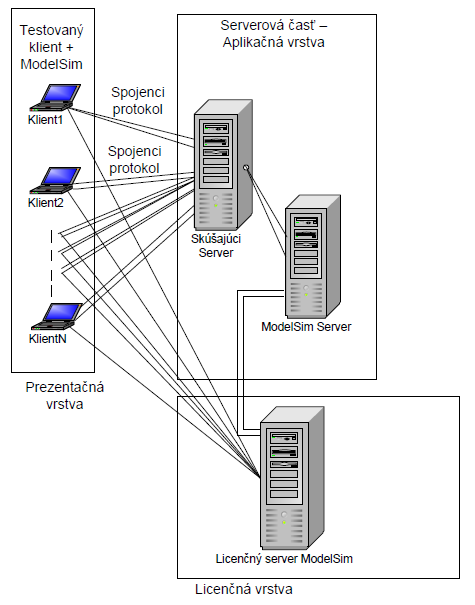 Testovaný
klient +
ModelSim
Serverová časť –
Aplikačná vrstva
Spojenci
protokol
Klient1
Spojenci
protokol
Klient2
Skúšajúci
Server
ModelSim Server
KlientN
Prezentačná
vrstva
Licenčný server ModelSim
Licenčná vrstva